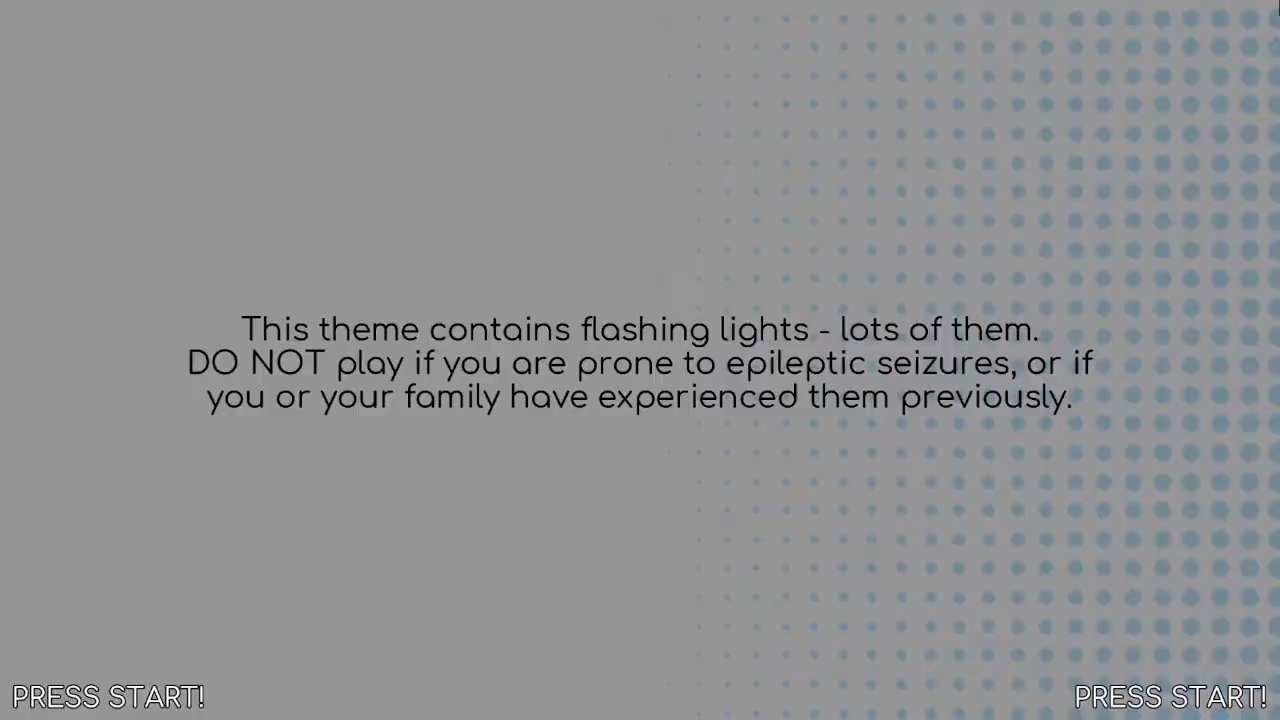 This theme contains flashing lights - lots of them.
DO NOT play if you are prone to epileptic seizures, or if
you or your family have experienced them previously.
PRESS START!
PRESS START!